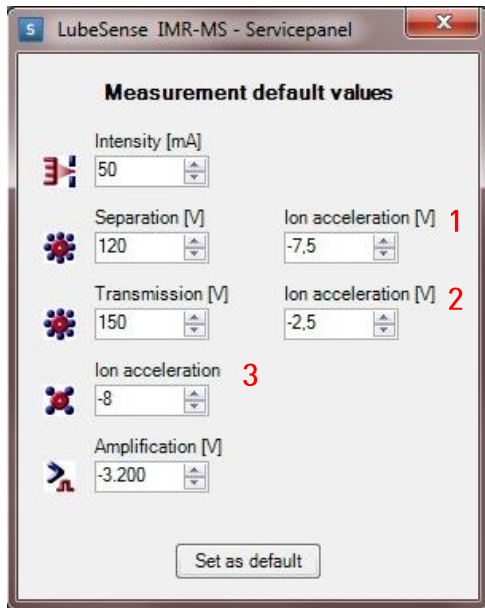 S LubeSense IMR-MS - Servicepanel x
Measurement default values
Intensity [mA]
50
Separation [V] Ion acceleration [V] 1
120 -7,5
Transmission [V] Ion acceleration [V] 2
150 -2,5
Ion acceleration 3
-8
Amplification [V]
-3.200
Set as default